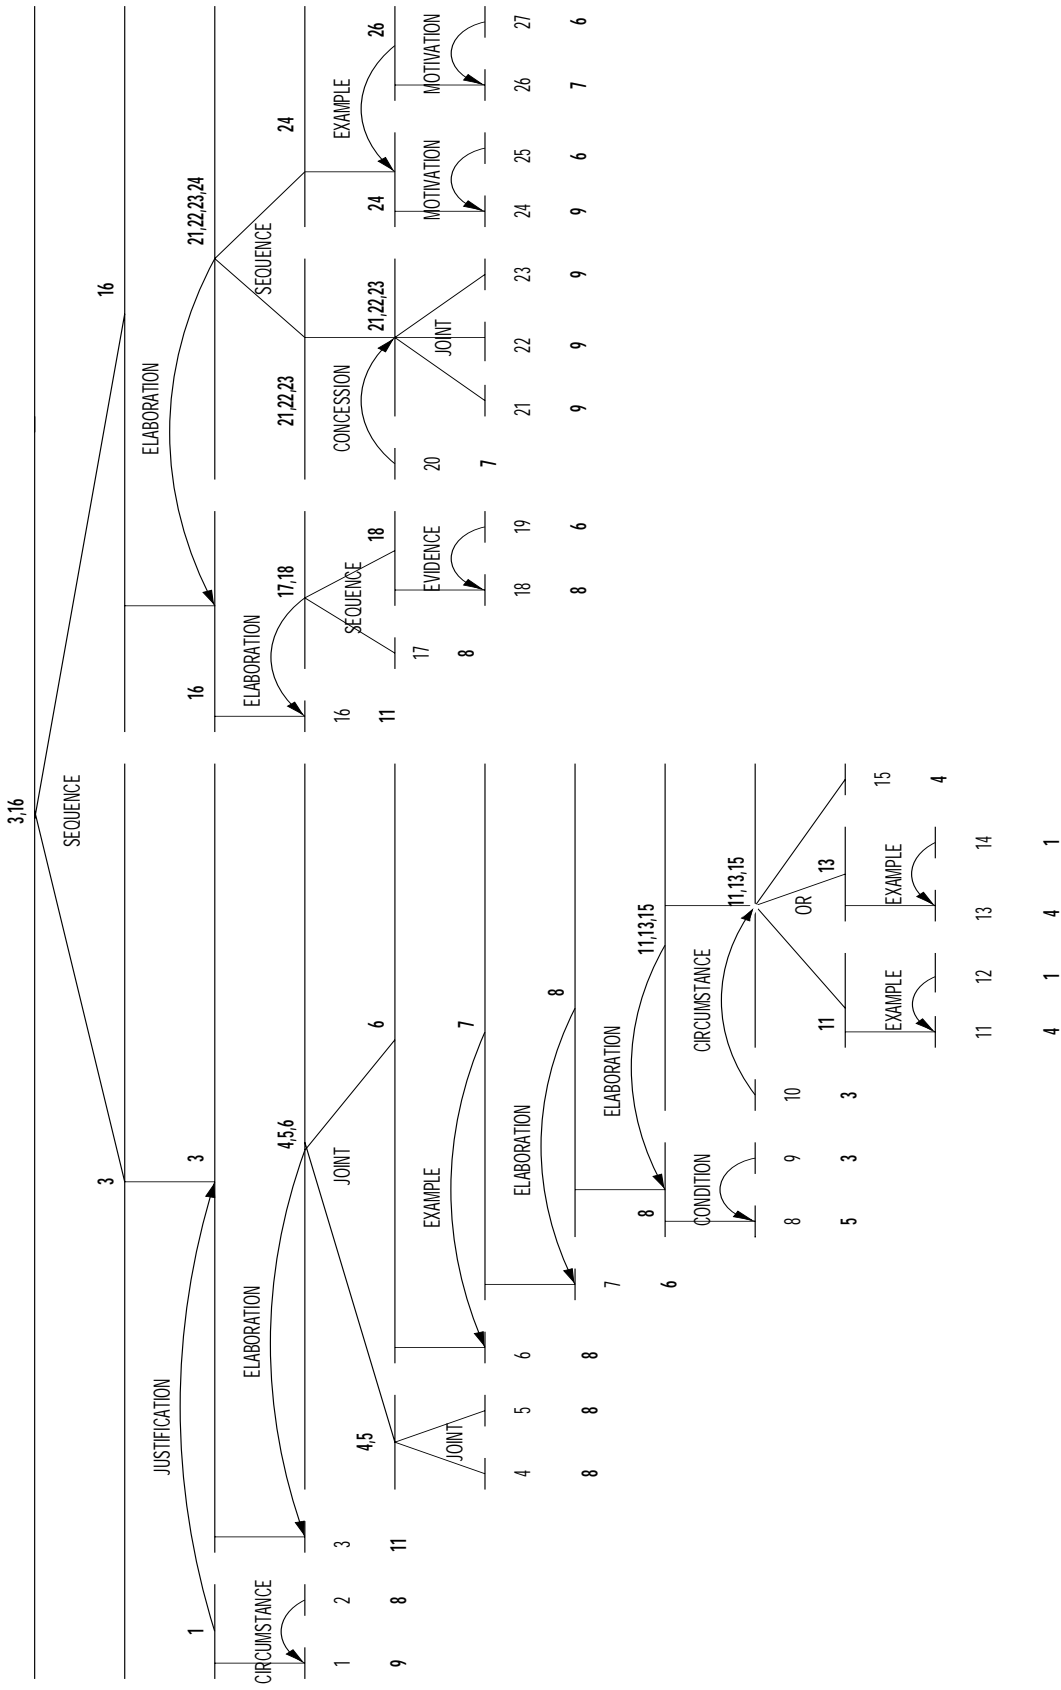 3,16
SEQUENCE
3 16
JUSTIFICATION ELABORATION
1 3 16 21,22,23,24
CIRCUMSTANCE ELABORATION ELABORATION SEQUENCE
4,5,6 17,18 21,22,23 24
1 2 3 JOINT 16 SEQUENCE CONCESSION EXAMPLE
4,5 6 18 21,22,23 24 26
9 8 11 11
JOINT EXAMPLE 17 EVIDENCE 20 JOINT MOTIVATION MOTIVATION
7 8 7
4 5 6 ELABORATION 18 19 21 22 23 24 25 26 27
8
8 8 8 8 6 9 9 9 9 6 7 6
7 ELABORATION
8 11,13,15
6
CONDITION CIRCUMSTANCE
11,13,15
8 9 10 OR
11 13
5 3 3
EXAMPLE EXAMPLE 15
4
11 12 13 14
4 1 4 1